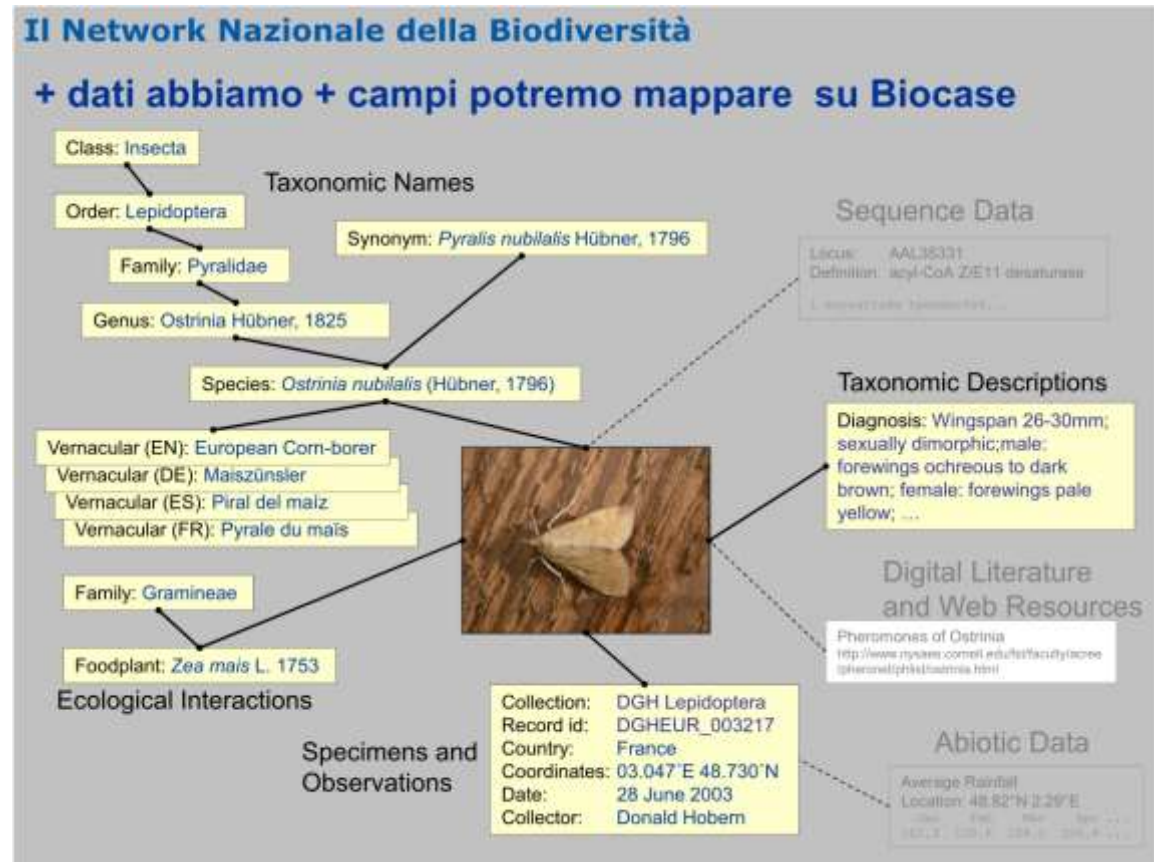 Il Network Nazionale della Biodiversità
+ dati abbiamo + campi potremo mappare su Biocase
Class: Insecta
Taxonomic Names
Order: Lepidoptera
Synonym: Pyralis nubilalis Hübner, 1796
Family: Pyralidae
Genus: Ostrinia Hübner, 1825
Species: Ostrinia nubilalis (Hübner, 1796)
Vernacular (EN): European Corn-borer
Vernacular (DE): Maiszünsler
Vernacular (ES): Piral del maíz
Vernacular (FR): Pyrale du maïs
Family: Gramineae
Foodplant: Zea mais L. 1753
Ecological Interactions
Specimens and
Observations
Collection: DGH Lepidoptera
Record id: DGHEUR_003217
Country: France
Coordinates: 03.047°E 48.730°N
Date: 28 June 2003
Collector: Donald Hobern
Sequence Data
Locus: AAL35331
Definition: acyl-CoA Z/E11 desaturase
Taxonomic Descriptions
Diagnosis: Wingspan 26-30mm;
sexually dimorphic;male:
forewings ochreous to dark
brown; female: forewings pale
yellow; ...
Digital Literature
and Web Resources
Pheromones of Ostrinia
Abiotic Data
Average Rainfall
Location: 48.82°N 2.29°E